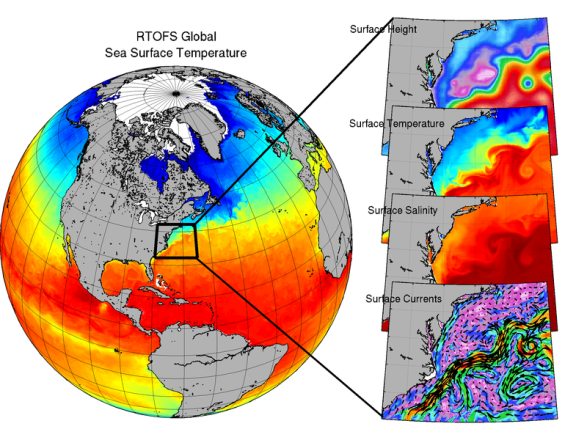 RTOFS Global
Sea Surface Temperature
Surface Height
Surface Temperature
Surface Salinity
Surface Currents